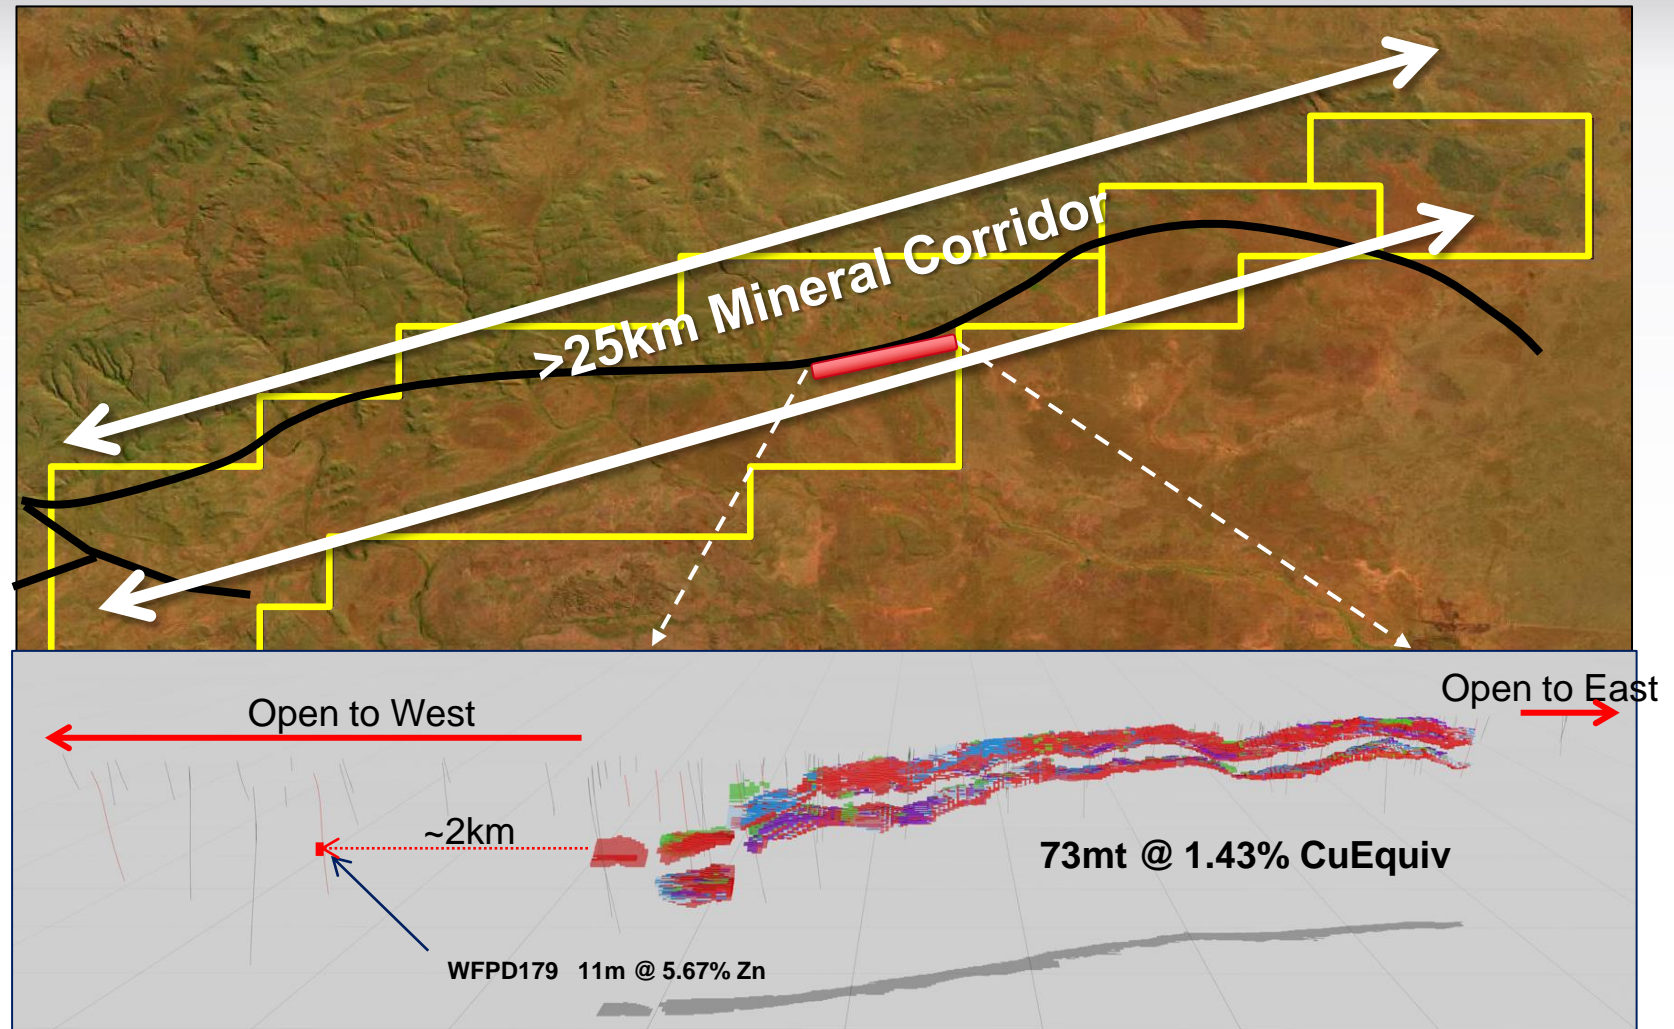 >25km Mineral Corridor
Open to West
Open to East
~2km
73mt @ 1.43% CuEquiv
WFPD179 11m @ 5.67% Zn